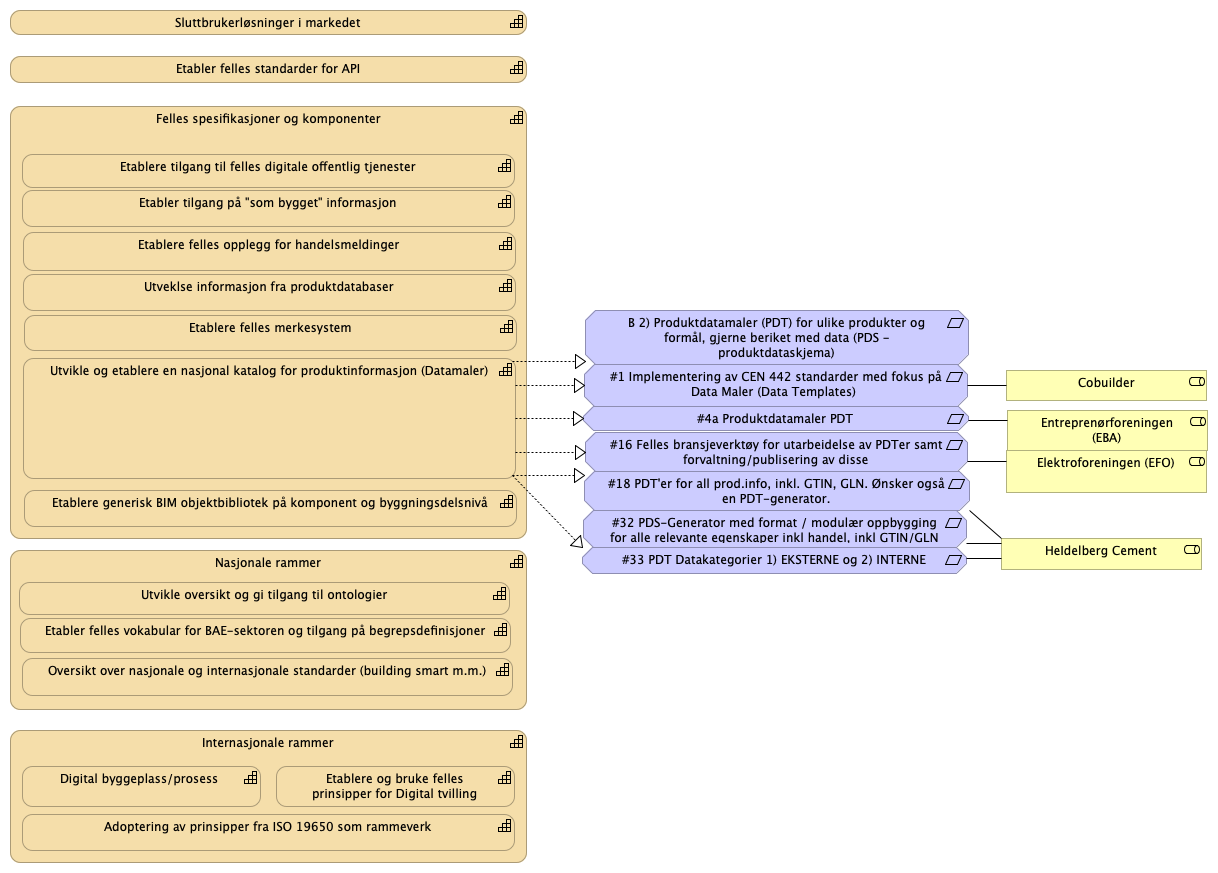 Sluttbrukerløsninger i markedet
Etabler felles standarder for API
Felles spesifikasjoner og komponenter
Etablere tilgang til felles digitale offentlig tjenester
Etabler tilgang på "som bygget" informasjon
Etablere felles opplegg for handelsmeldinger
Utveklse informasjon fra produktdatabaser
Etablere felles merkesystem
Utvikle og etablere en nasjonal katalog for produktinformasjon (Datamaler)
Etablere generisk BIM objektbibliotek på komponent og byggningsdelsnivå
B 2) Produktdatamaler (PDT) for ulike produkter og
formål, gjerne beriket med data (PDS –
produktdataskjema)
#1 Implementering av CEN 442 standarder med fokus på
Data Maler (Data Templates)
#4a Produktdatamaler PDT
#16 Felles bransjeverktøy for utarbeidelse av PDTer samt
forvaltning/publisering av disse
#18 PDT'er for all prod.info, inkl. GTIN, GLN. Ønsker også
en PDT-generator.
#32 PDS-Generator med format / modulær oppbygging
for alle relevante egenskaper inkl handel, inkl GTIN/GLN
#33 PDT Datakategorier 1) EKSTERNE og 2) INTERNE
Cobuilder
Entreprenørforeningen
(EBA)
Elektroforeningen (EFO)
Heldelberg Cement
Nasjonale rammer
Utvikle oversikt og gi tilgang til ontologier
Etabler felles vokabular for BAE-sektoren og tilgang på begrepsdefinisjoner
Oversikt over nasjonale og internasjonale standarder (building smart m.m.)
Internasjonale rammer
Digital byggeplass/prosess
Etablere og bruke felles
prinsipper for Digital tvilling
Adoptering av prinsipper fra ISO 19650 som rammeverk